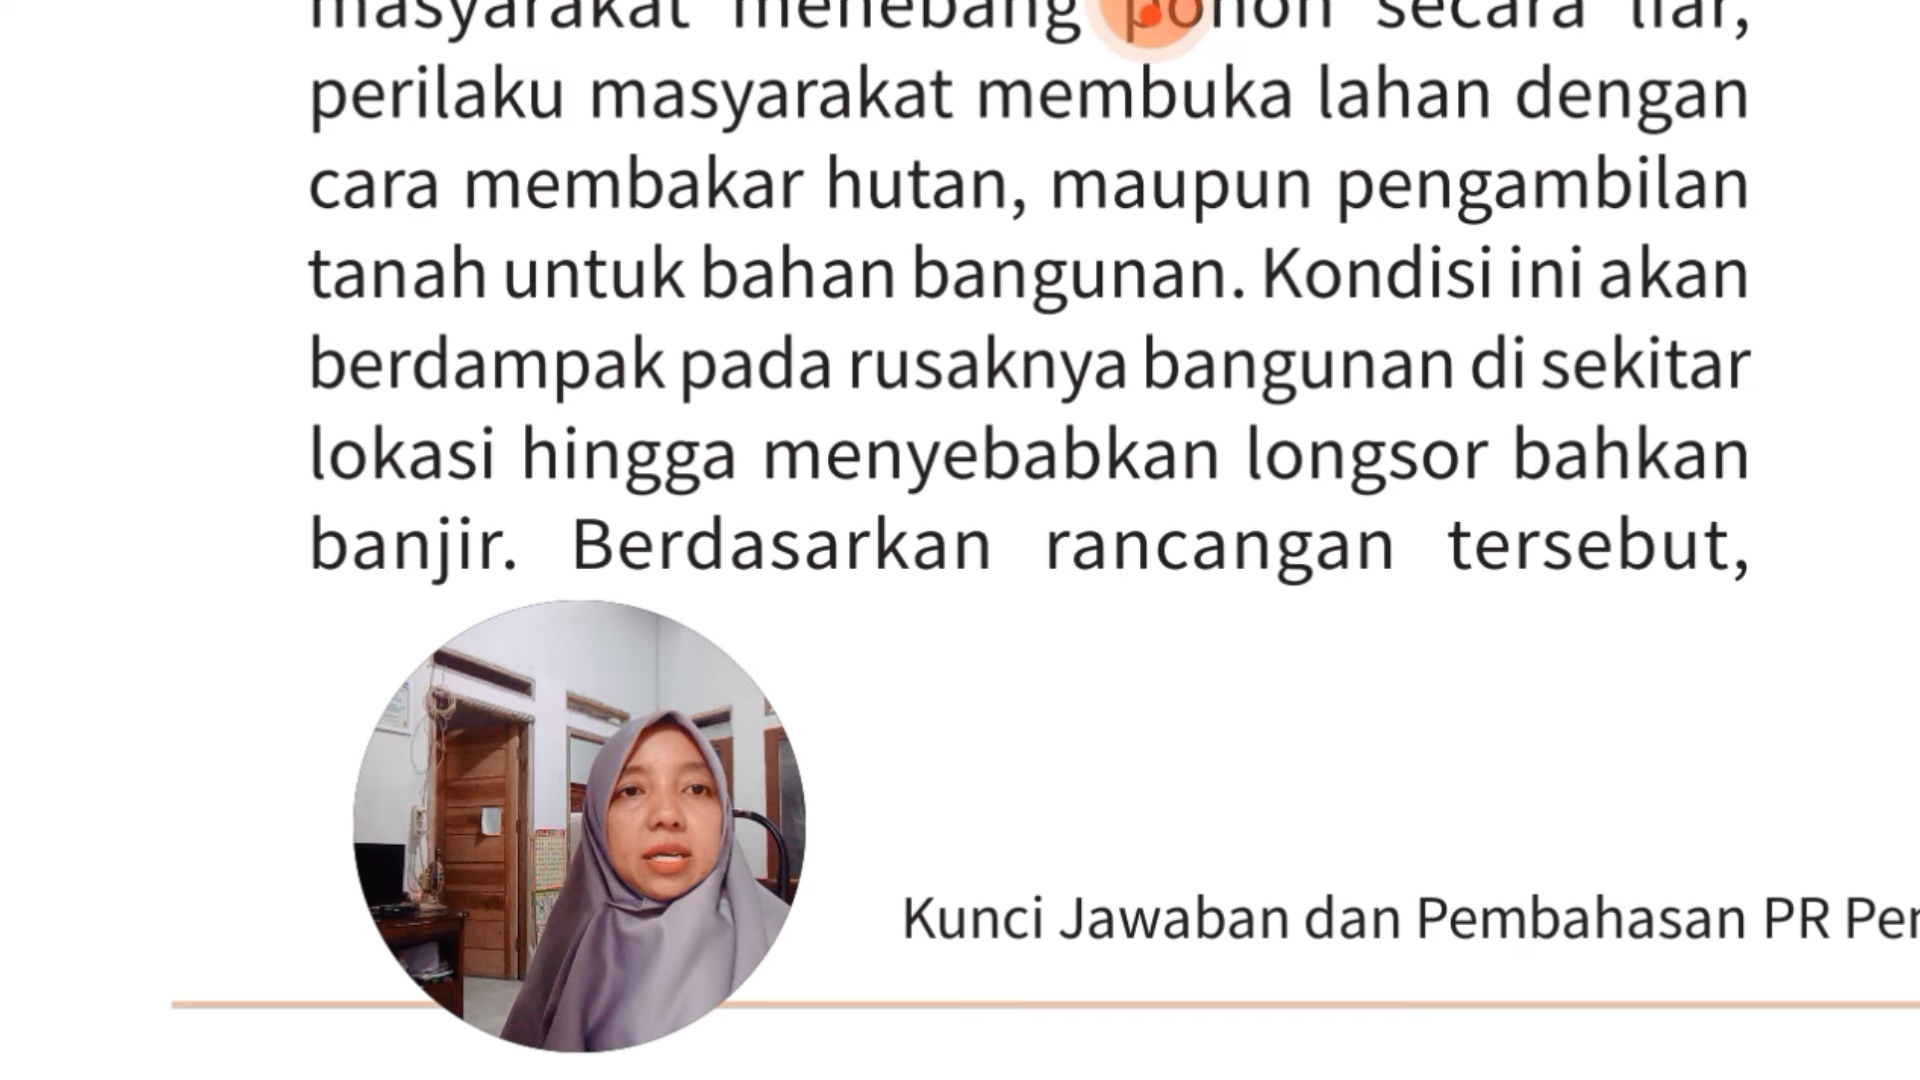 masyarakat menebang pohon secara liar,
perilaku masyarakat membuka lahan dengan
cara membakar hutan, maupun pengambilan
tanah untuk bahan bangunan. Kondisi ini akan
berdampak pada rusaknya bangunan di sekitar
lokasi hingga menyebabkan longsor bahkan
banjir. Berdasarkan rancangan tersebut,
Kunci Jawaban dan Pembahasan PR Per